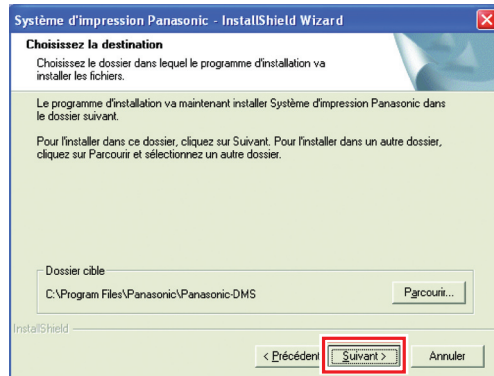 Système d'impression Panasonic - InstallShield Wizard
Choisissez la destination
Choisissez le dossier dans lequel le programme d'installation va
installer les fichiers.
Le programme d'installation va maintenant installer Système d'impression Panasonic dans
le dossier suivant.
Pour l'installer dans ce dossier, cliquez sur Suivant. Pour l'installer dans un autre dossier,
cliquez sur Parcourir et sélectionnez un autre dossier.
Dossier cible
C:\Program Files\Panasonic\Panasonic-DMS
Parcourir...
InstallShield
< Précédent
Suivant >
Annuler